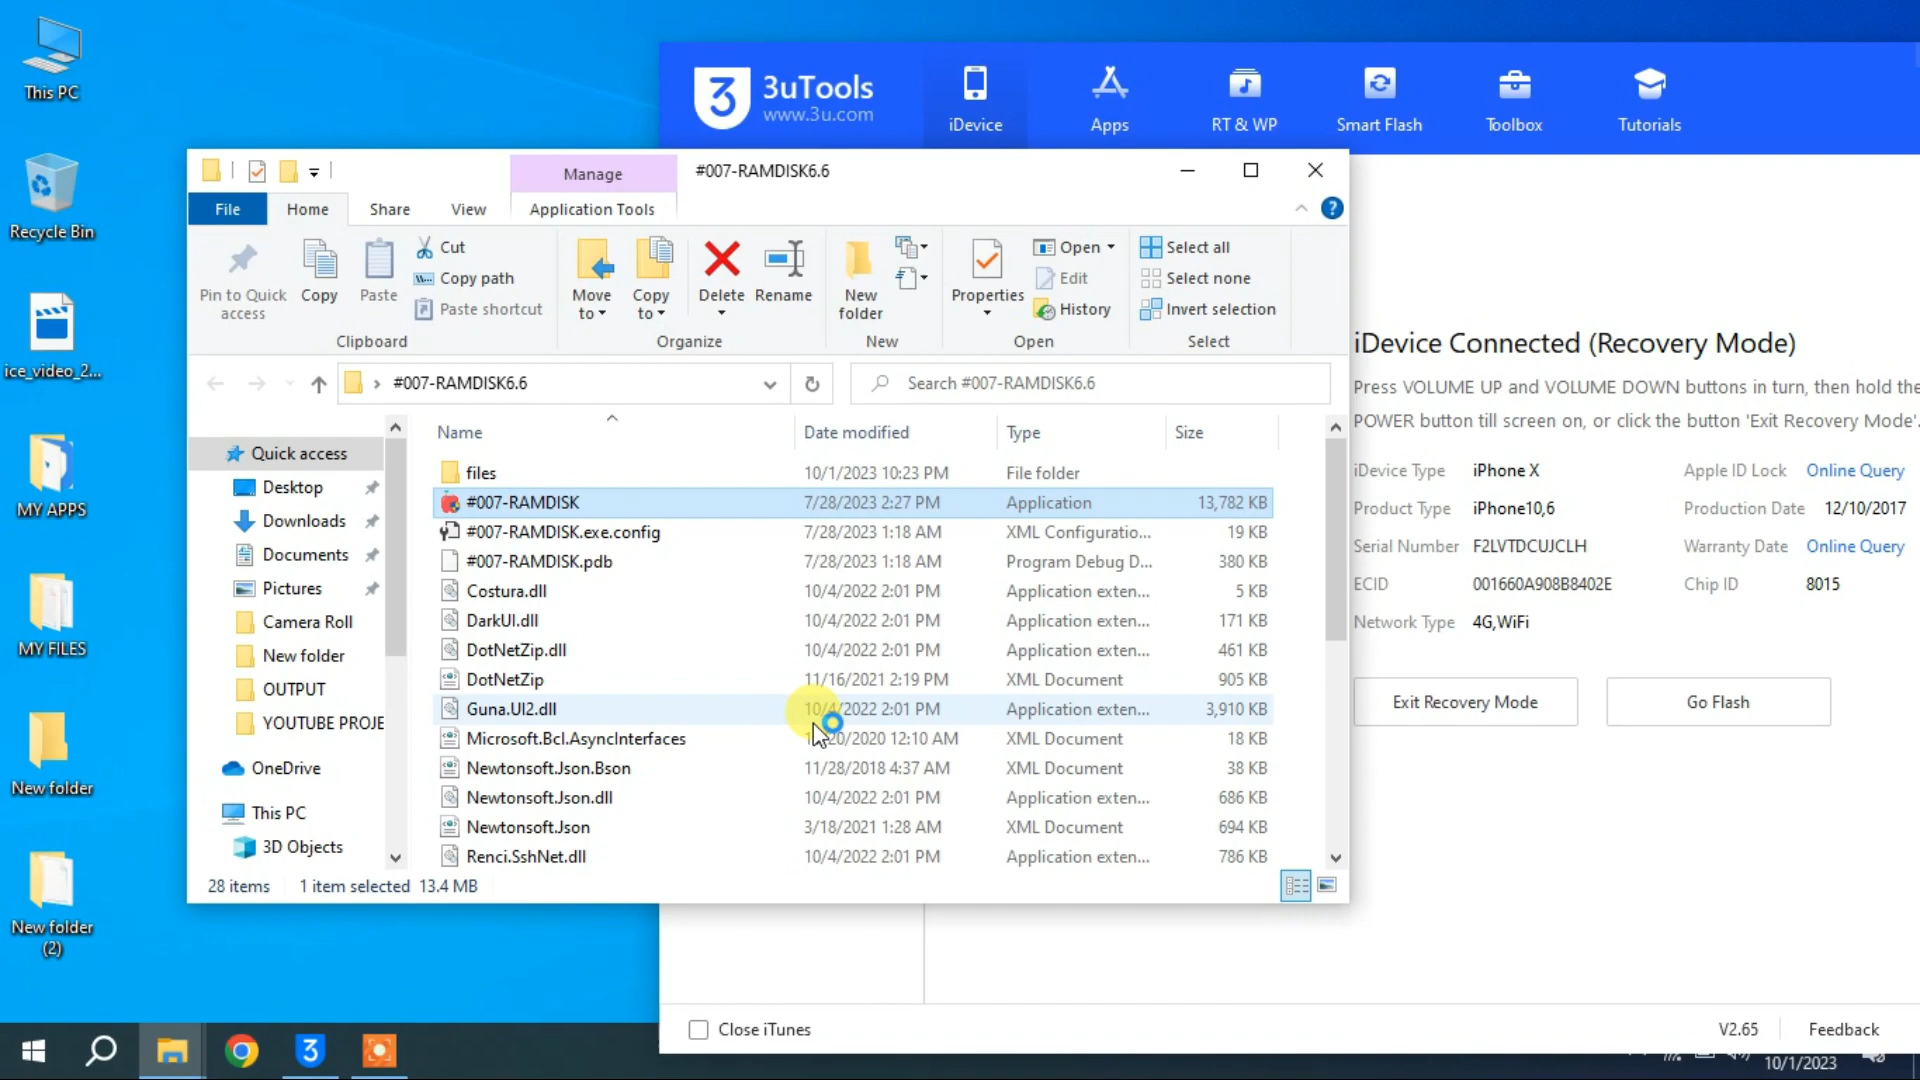 This PC
Recycle Bin
ice_video_2...
MY APPS
MY FILES
New folder
New folder
(2)
3
3uTools
www.3u.com
iDevice
Apps
RT & WP
Smart Flash
Toolbox
Tutorials
Manage
#007-RAMDISK6.6
File
Home
Share
View
Application Tools
?
Pin to Quick
access
Copy
Paste
Cut
Copy path
Paste shortcut
Clipboard
Move
to
Copy
to
Delete
Rename
Organize
New
folder
New
Properties
Open
Edit
History
Open
Select all
Select none
Invert selection
Select
#007-RAMDISK6.6
Search #007-RAMDISK6.6
Quick access
Desktop
Downloads
Documents
Pictures
Camera Roll
New folder
OUTPUT
YOUTUBE PROJE
OneDrive
This PC
3D Objects
Name Date modified Type Size
files 10/1/2023 10:23 PM File folder
#007-RAMDISK 7/28/2023 2:27 PM Application 13,782 KB
#007-RAMDISK.exe.config 7/28/2023 1:18 AM XML Configuratio... 19 KB
#007-RAMDISK.pdb 7/28/2023 1:18 AM Program Debug D... 380 KB
Costura.dll 10/4/2022 2:01 PM Application exten... 5 KB
DarkUI.dll 10/4/2022 2:01 PM Application exten... 171 KB
DotNetZip.dll 10/4/2022 2:01 PM Application exten... 461 KB
DotNetZip 11/16/2021 2:19 PM XML Document 905 KB
Guna.UI2.dll 10/4/2022 2:01 PM Application exten... 3,910 KB
Microsoft.Bcl.AsyncInterfaces 12:10 AM XML Document 18 KB
Newtonsoft.Json.Bson 11/28/2018 4:37 AM XML Document 38 KB
Newtonsoft.Json.dll 10/4/2022 2:01 PM Application exten... 686 KB
Newtonsoft.Json 3/18/2021 1:28 AM XML Document 694 KB
Renci.SshNet.dll 10/4/2022 2:01 PM Application exten... 786 KB
28 items 1 item selected 13.4 MB
iDevice Connected (Recovery Mode)
Press VOLUME UP and VOLUME DOWN buttons in turn, then hold the
POWER button till screen on, or click the button 'Exit Recovery Mode'.
iDevice Type iPhone X Apple ID Lock Online Query
Product Type iPhone10,6 Production Date 12/10/2017
Serial Number F2LVTDCUJCLH Warranty Date Online Query
ECID 001660A908B8402E Chip ID 8015
Network Type 4G,WiFi
Exit Recovery Mode
Go Flash
Close iTunes
V2.65
Feedback
3
10/1/2023